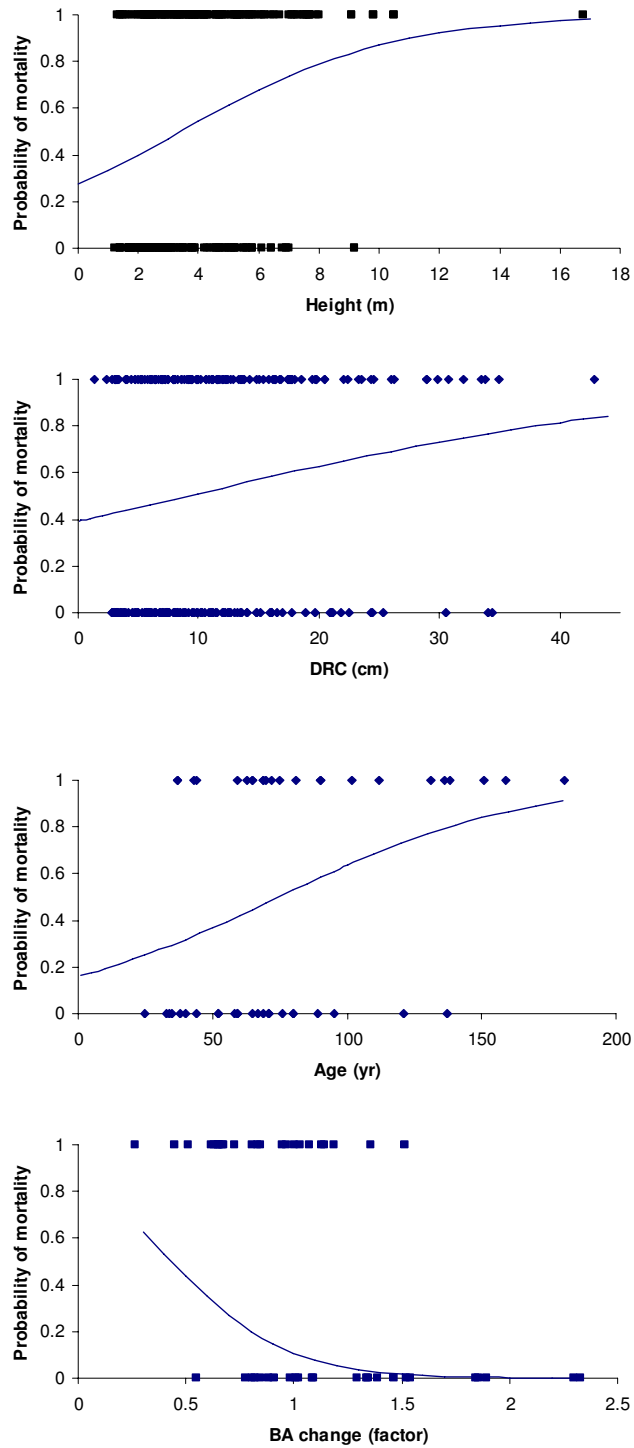 Probability of mortality
1
0.8
0.6
0.4
0.2
0
0 2 4 6 8 10 12 14 16 18
Height (m)
Probability of mortality
1
0.8
0.6
0.4
0.2
0
0 10 20 30 40
DRC (cm)
Proability of mortality
1
0.8
0.6
0.4
0.2
0
0 50 100 150 200
Age (yr)
Probability of mortality
1
0.8
0.6
0.4
0.2
0
0 0.5 1 1.5 2 2.5
BA change (factor)